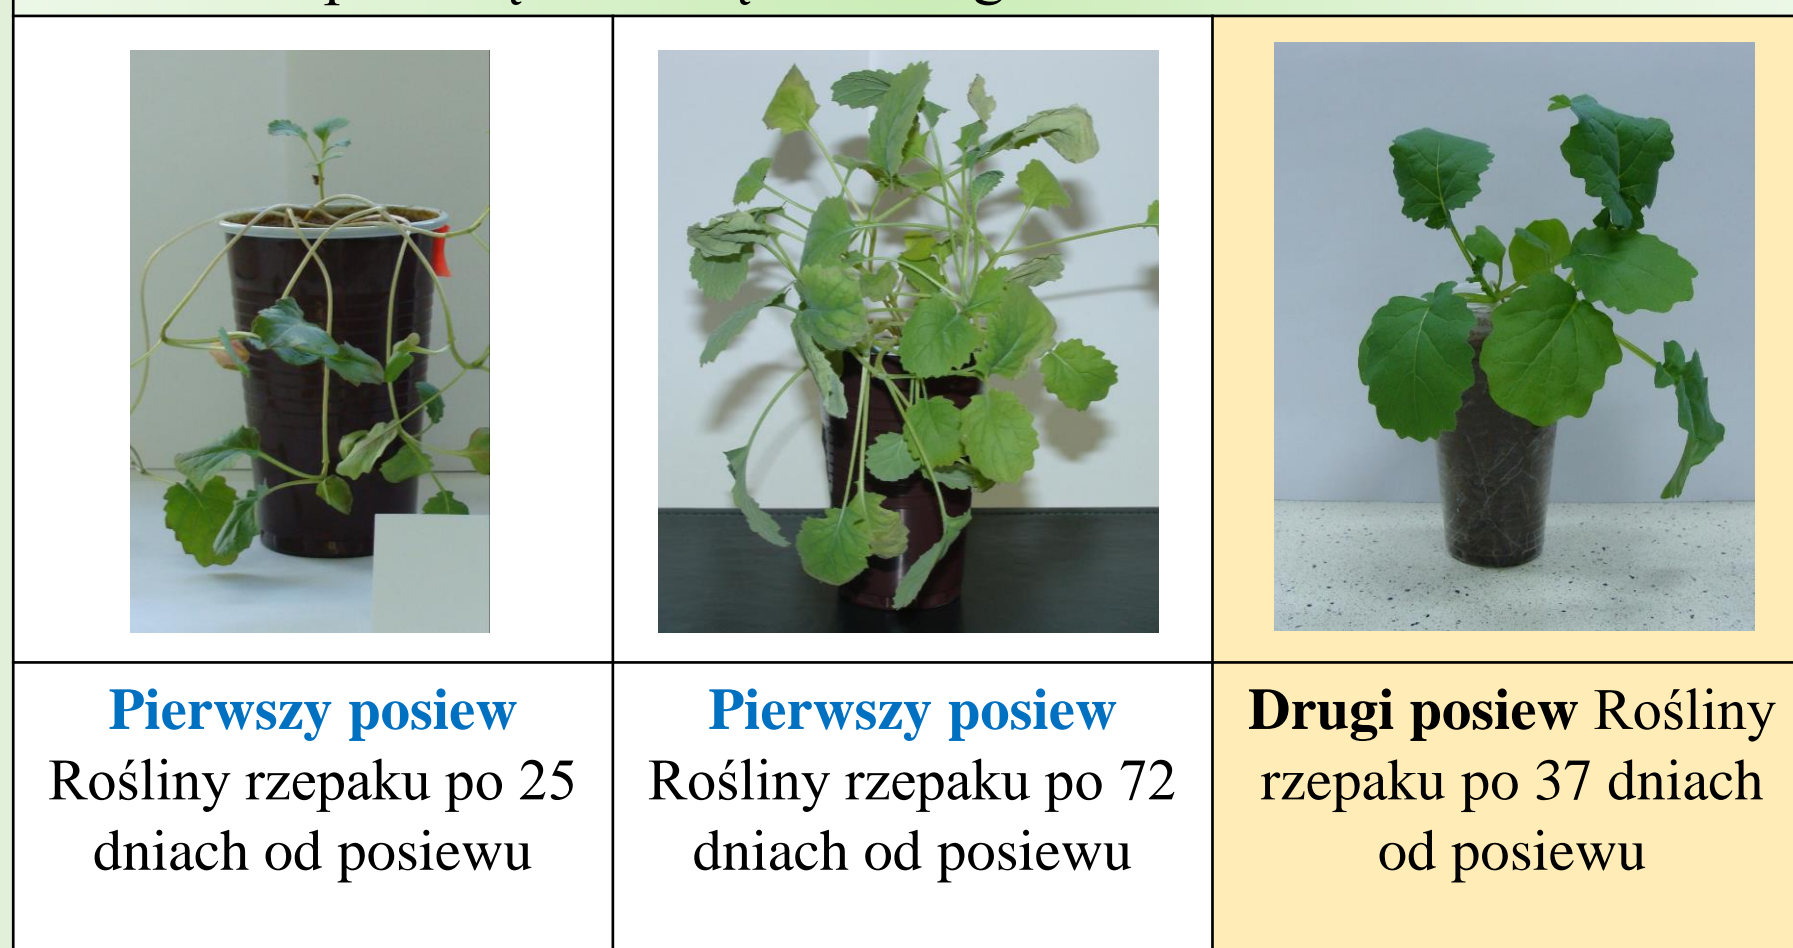 Pierwszy posiew
Rośliny rzepaku po 25
dniach od posiewu
Pierwszy posiew
Rośliny rzepaku po 72
dniach od posiewu
Drugi posiew Rośliny
rzepaku po 37 dniach
od posiewu